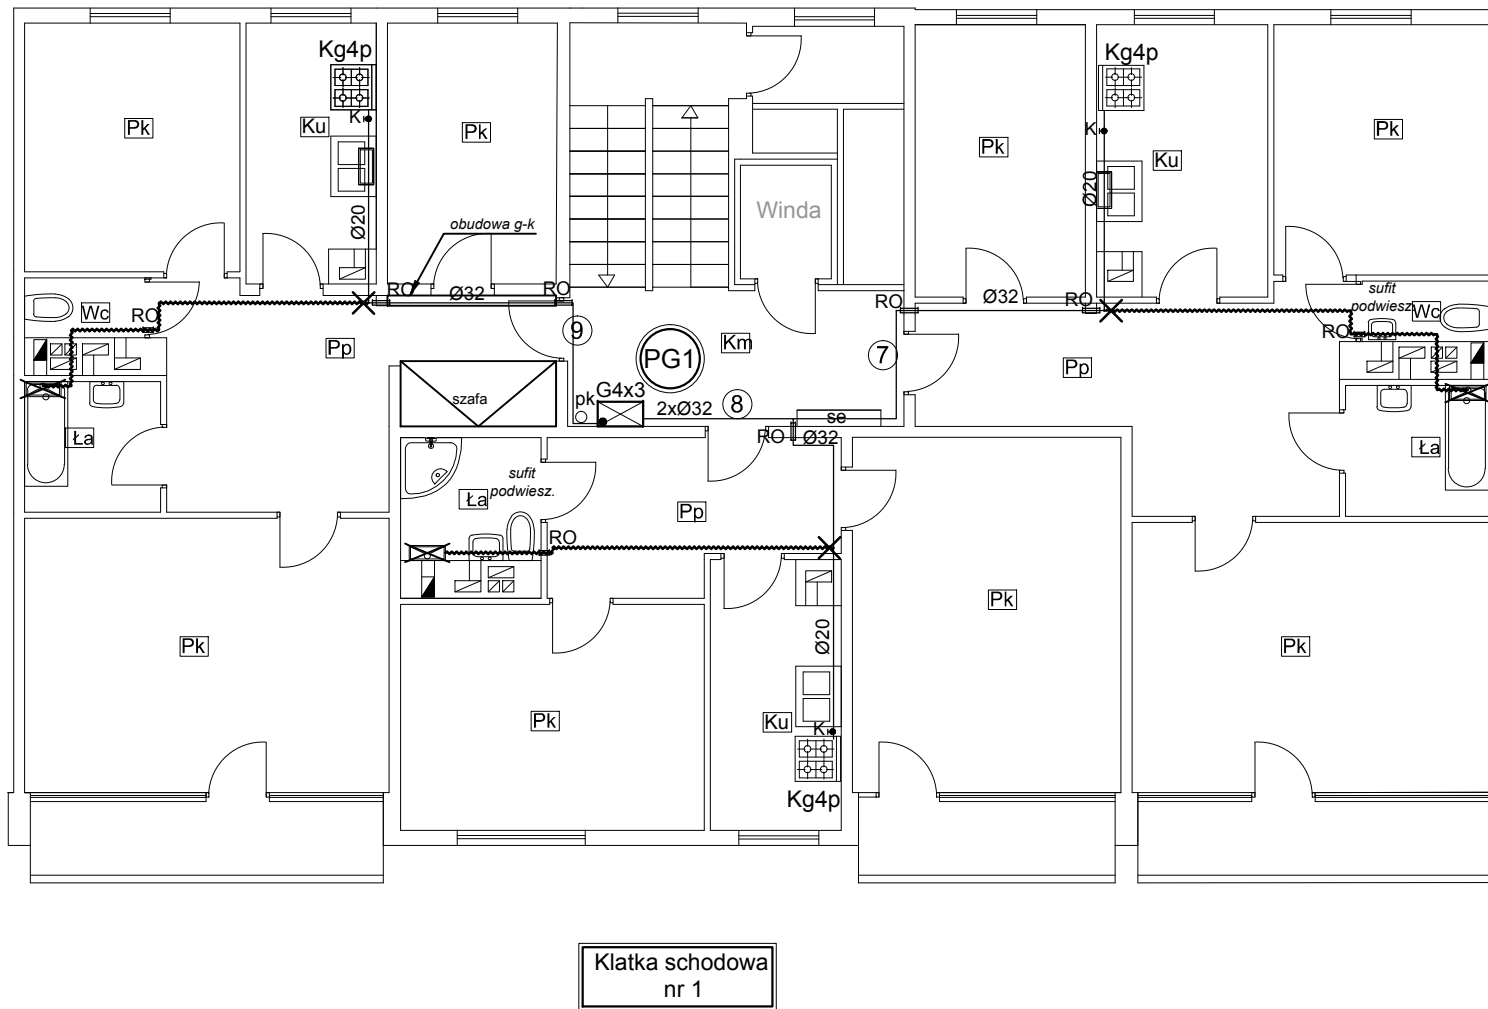 Kg4p
Kg4p
K
Pk
Ku
Pk
K
Pk
Ku
Pk
Winda
Ø20
Ø20
obudowa g-k
RO
Ø32
RO
RO
Ø32
RO
sufit
podwiesz.
Wc
RO
Wc
RO
9
Pp
PG1
Km
7
Pp
szafa
pk
G4x3
2xØ32
8
se
Ła
RO
Ø32
Ła
sufit
podwiesz.
Ła
Pp
RO
Pk
Pk
Pk
Ø20
Pk
Ku
K
Kg4p
Klatka schodowa
nr 1